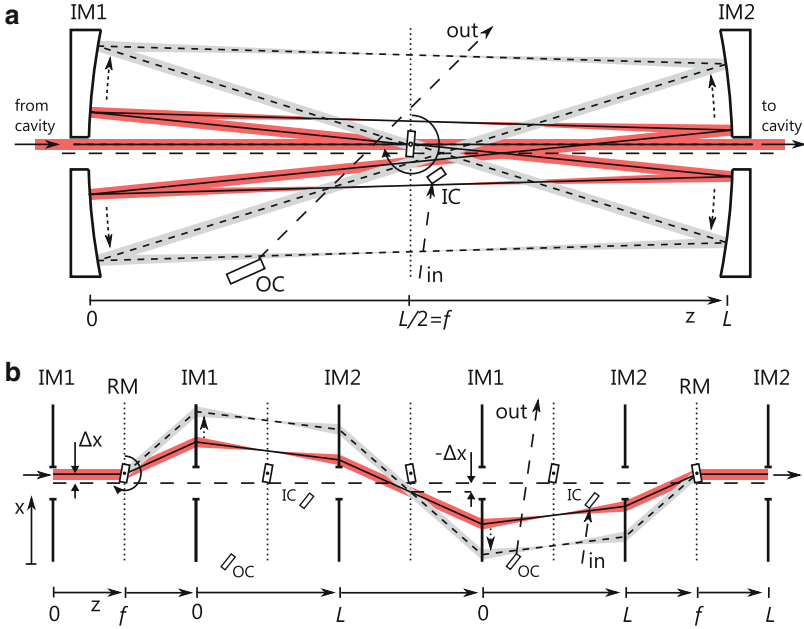 a
IM1
IM2
out
from
cavity
to
cavity
IC
in
OC
0
L/2=f
z
L
b
IM1
RM
IM1
IM2
IM1
IM2
RM
IM2
out
Δx
-Δx
x
IC
IC
OC
in
OC
0
z
f
0
L
0
L
f
L